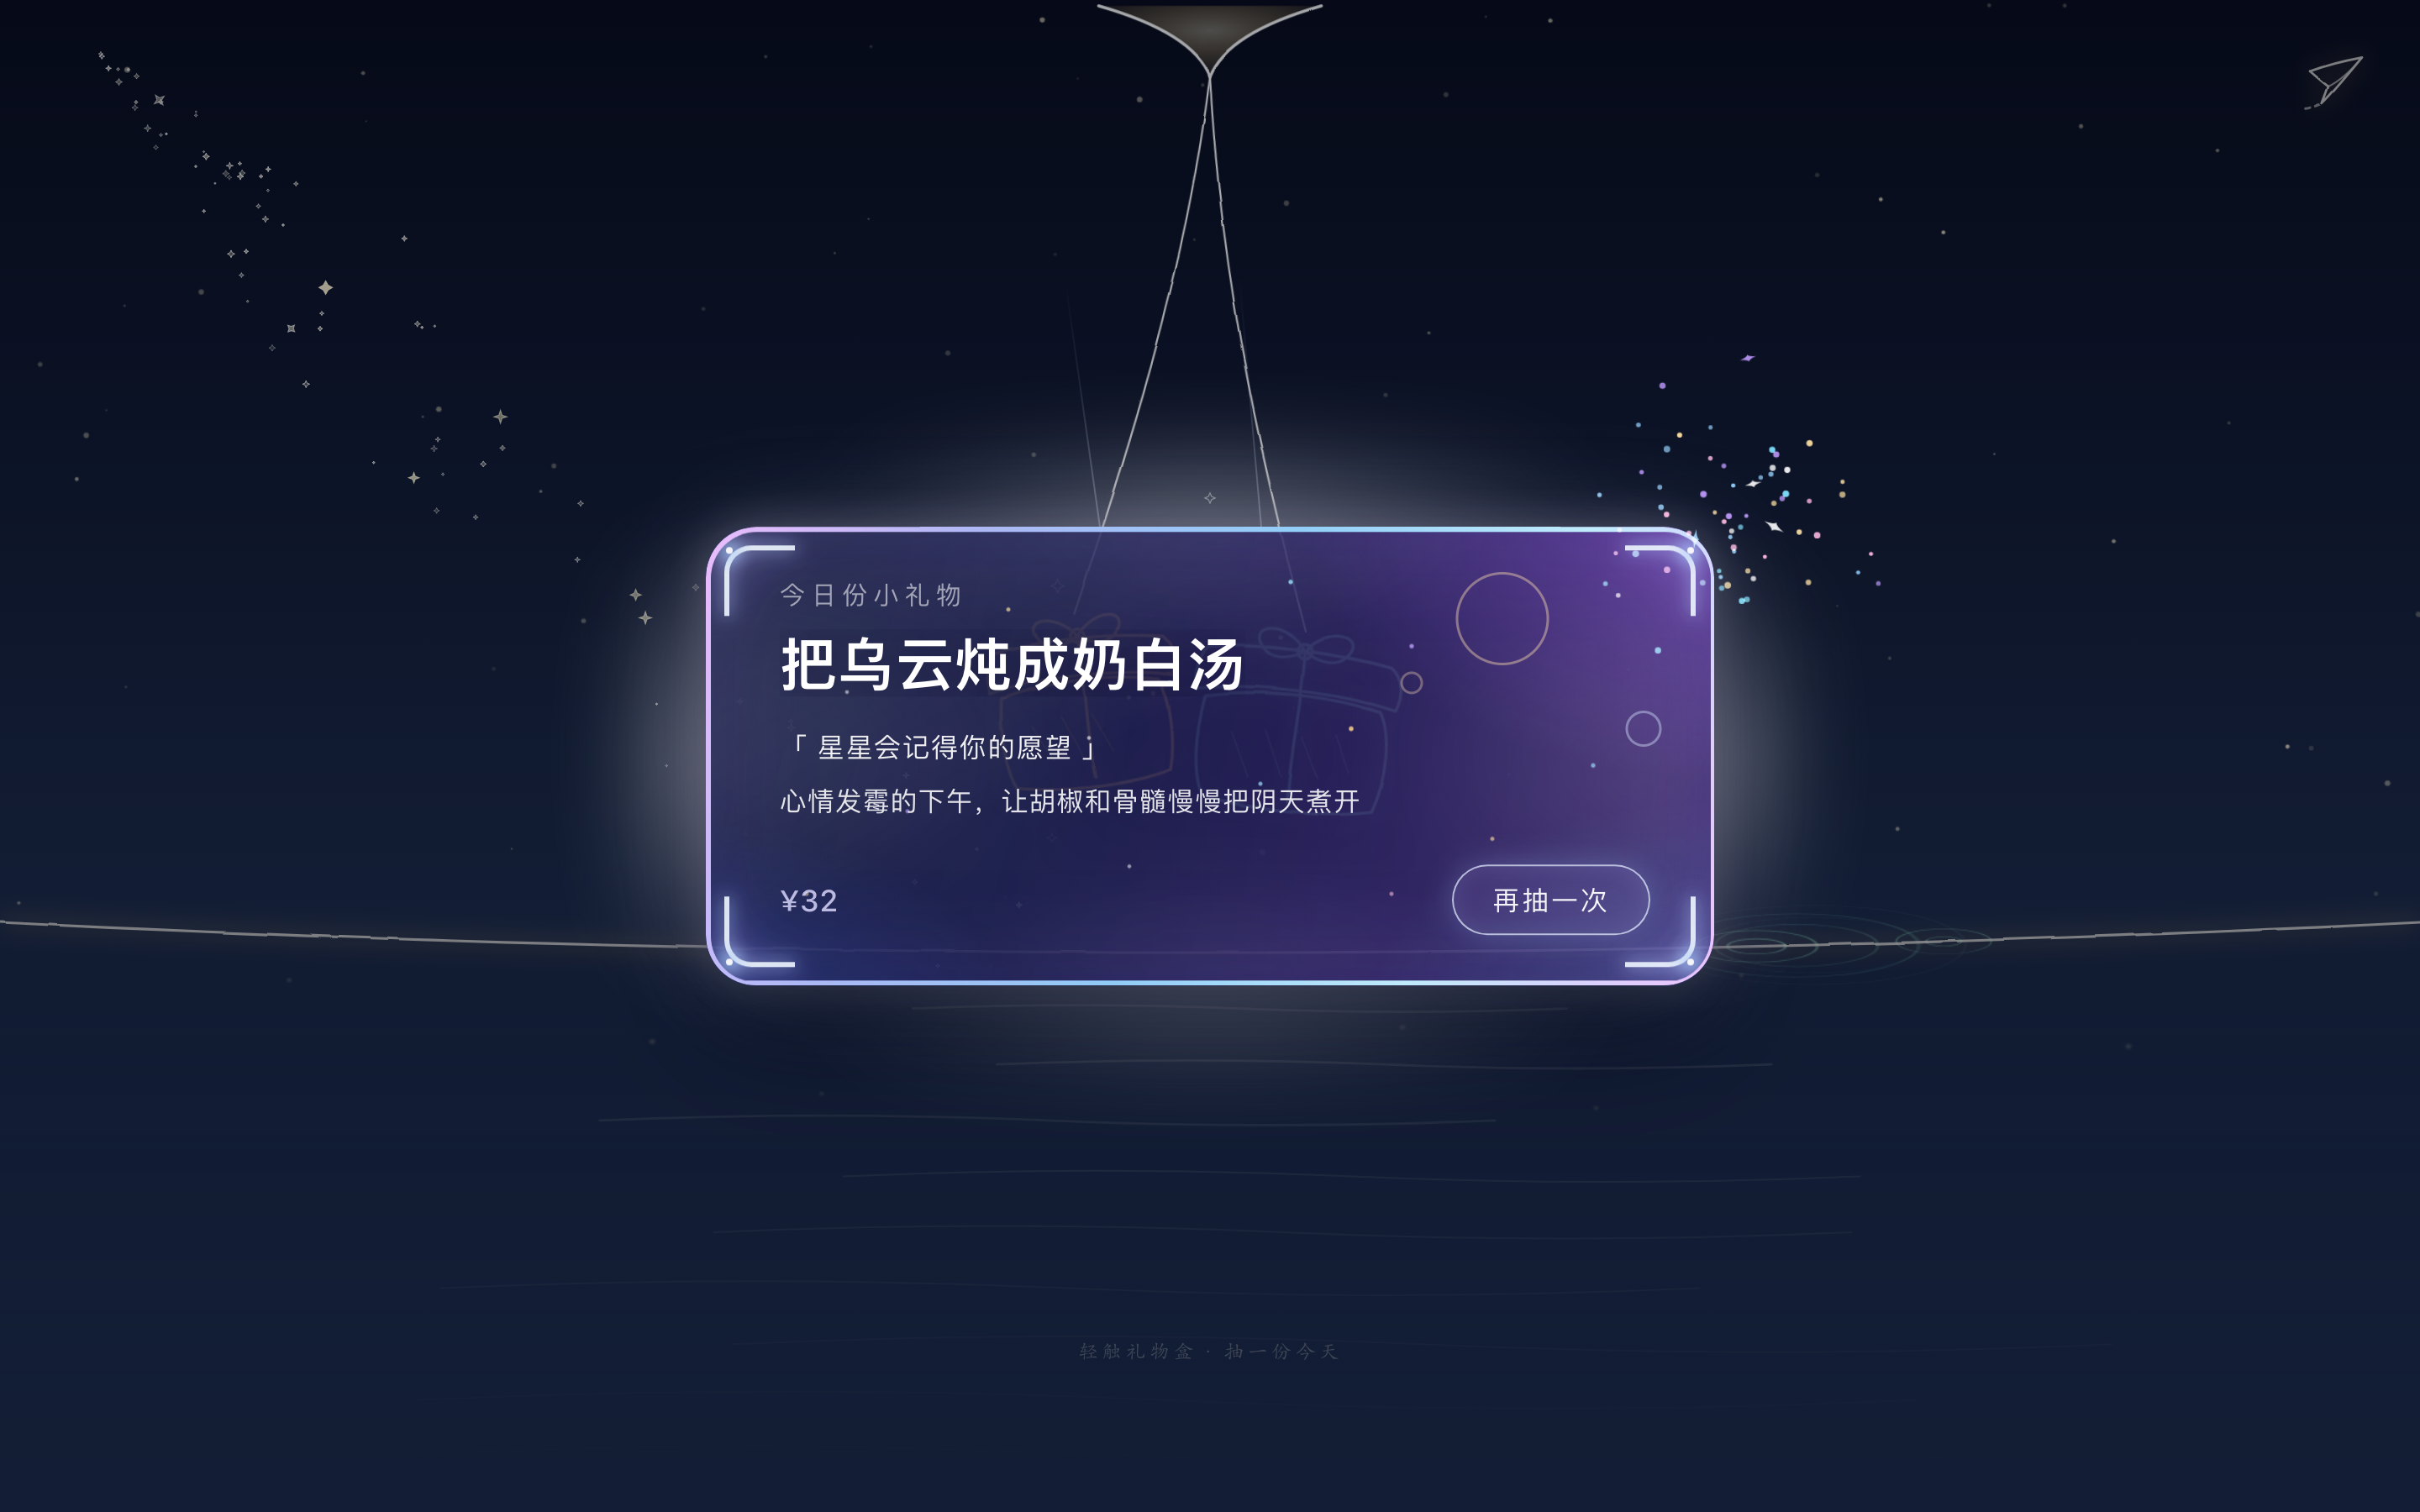 今日份小礼物
把乌云炖成奶白汤
「 星星会记得你的愿望 」
心情发霉的下午，让胡椒和骨髓慢慢把阴天煮开
¥32
再抽一次
轻触礼物盒 · 抽一份今天